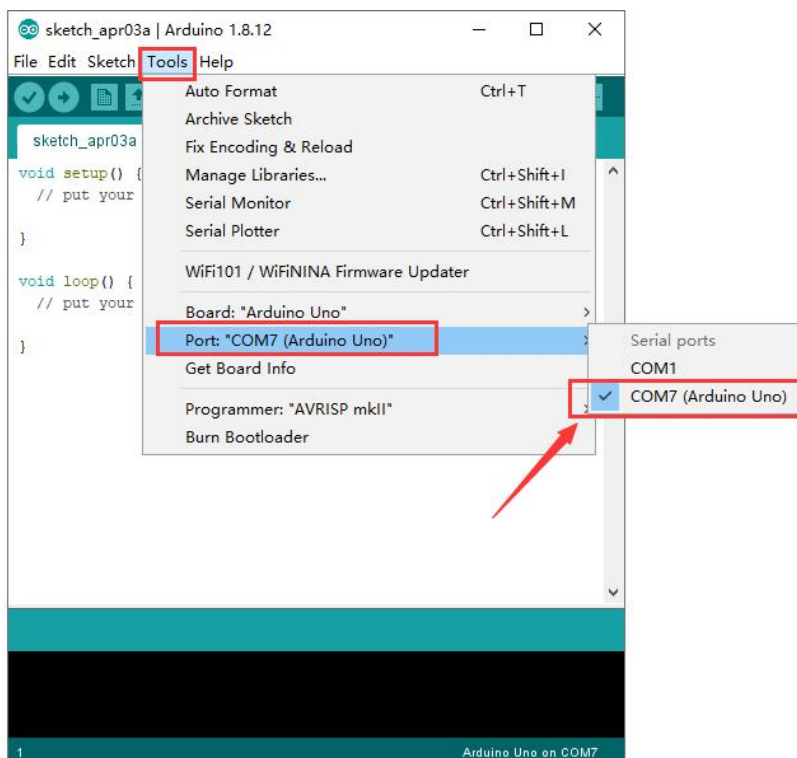 sketch_apr03a | Arduino 1.8.12
File Edit Sketch Tools Help
Auto Format Ctrl+T
Archive Sketch
sketch_apr03a
Fix Encoding & Reload
void setup() {
Manage Libraries... Ctrl+Shift+I
// put your
Serial Monitor Ctrl+Shift+M
Serial Plotter Ctrl+Shift+L
}
WiFi101 / WiFiNINA Firmware Updater
void loop() {
// put your
Board: "Arduino Uno"
Port: "COM7 (Arduino Uno)"
Serial ports
}
Get Board Info
COM1
COM7 (Arduino Uno)
Programmer: "AVRISP mkII"
Burn Bootloader
1 Arduino Uno on COM7